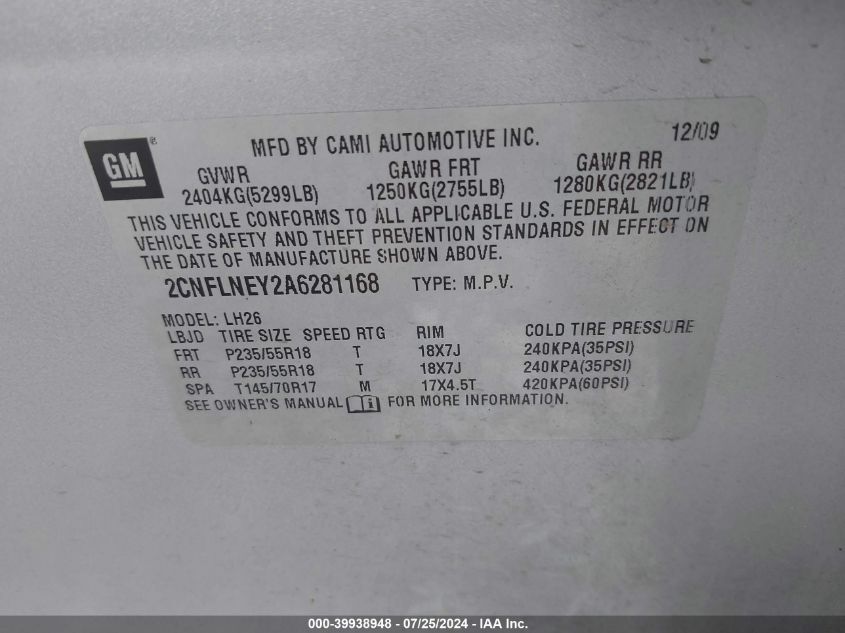 GM ® MFD BY CAMI AUTOMOTIVE INC. 12/09
GVWR GAWR FRT GAWR RR
2404KG(5299LB) 1250KG(2755LB) 1280KG(2821LB)
THIS VEHICLE CONFORMS TO ALL APPLICABLE U.S. FEDERAL MOTOR
VEHICLE SAFETY AND THEFT PREVENTION STANDARDS IN EFFECT ON
THE DATE OF MANUFACTURE SHOWN ABOVE.
2CNFLNEY2A6281168 TYPE: M.P.V.
MODEL: LH26
LBJD TIRE SIZE SPEED RTG RIM COLD TIRE PRESSURE
FRT P235/55R18 T 18X7J 240KPA(35PSI)
RR P235/55R18 T 18X7J 240KPA(35PSI)
SPA T145/70R17 M 17X4.5T 420KPA(60PSI)
SEE OWNER'S MANUAL FOR MORE INFORMATION.
000-39938948 - 07/25/2024 - IAA Inc.